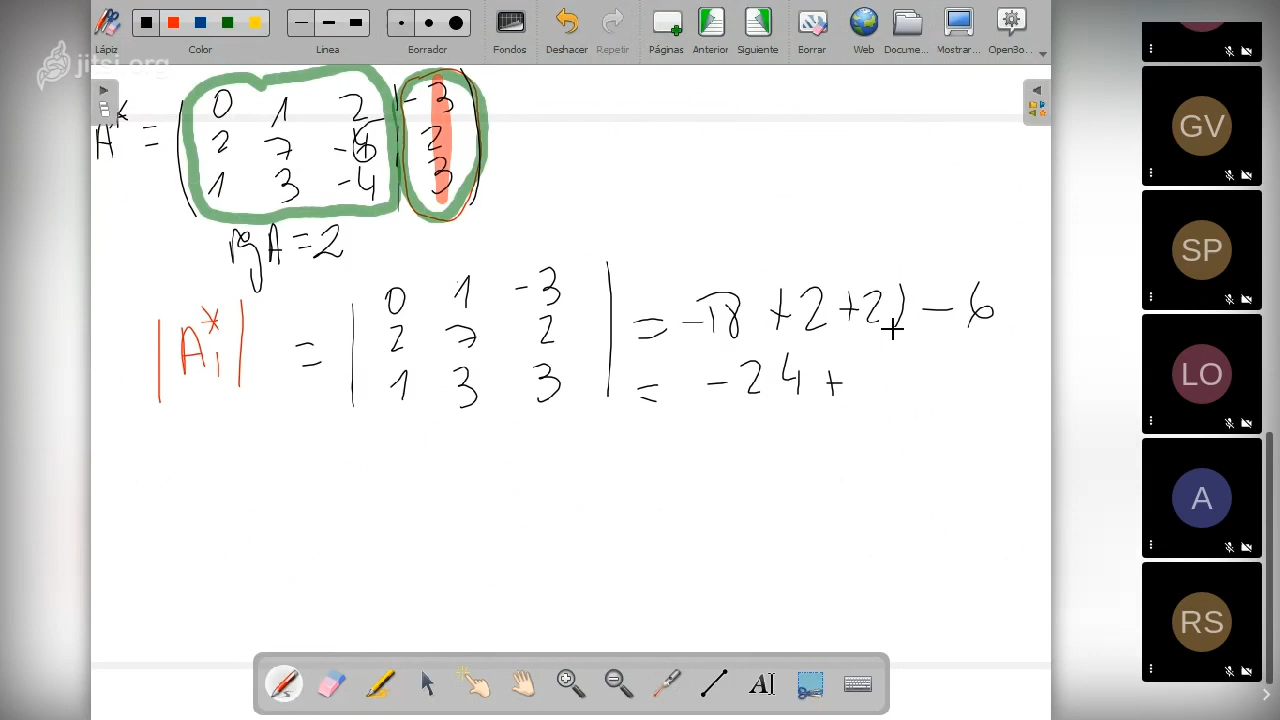 Lápiz Color Línea Borrador Fondos Deshacer Repetir Páginas Anterior Siguiente Borrar Web Docume... Mostrar... OpenBo...
jitsi.org
A* = ( 0 1 2 | -3
2 7 2
1 3 -4 | 3 )
rg A = 2
|A*₁| = | 0 1 -3
2 7 2
1 3 3 | = -18 + 2 + 21 - 6
= -24 +
GV
SP
LO
A
RS